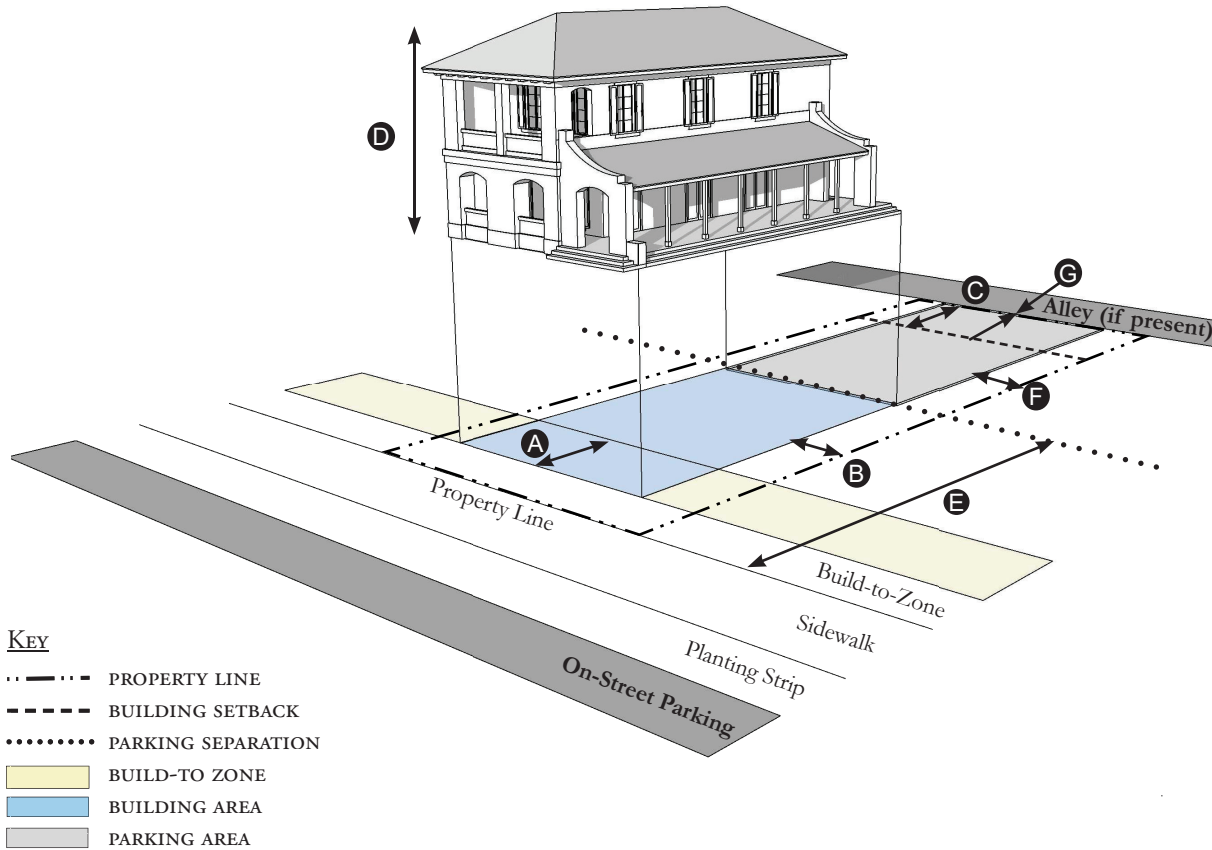 D
C
G
Alley (if present)
F
A
B
E
Property Line
Build-to-Zone
Sidewalk
Planting Strip
On-Street Parking
KEY
PROPERTY LINE
BUILDING SETBACK
PARKING SEPARATION
BUILD-TO ZONE
BUILDING AREA
PARKING AREA